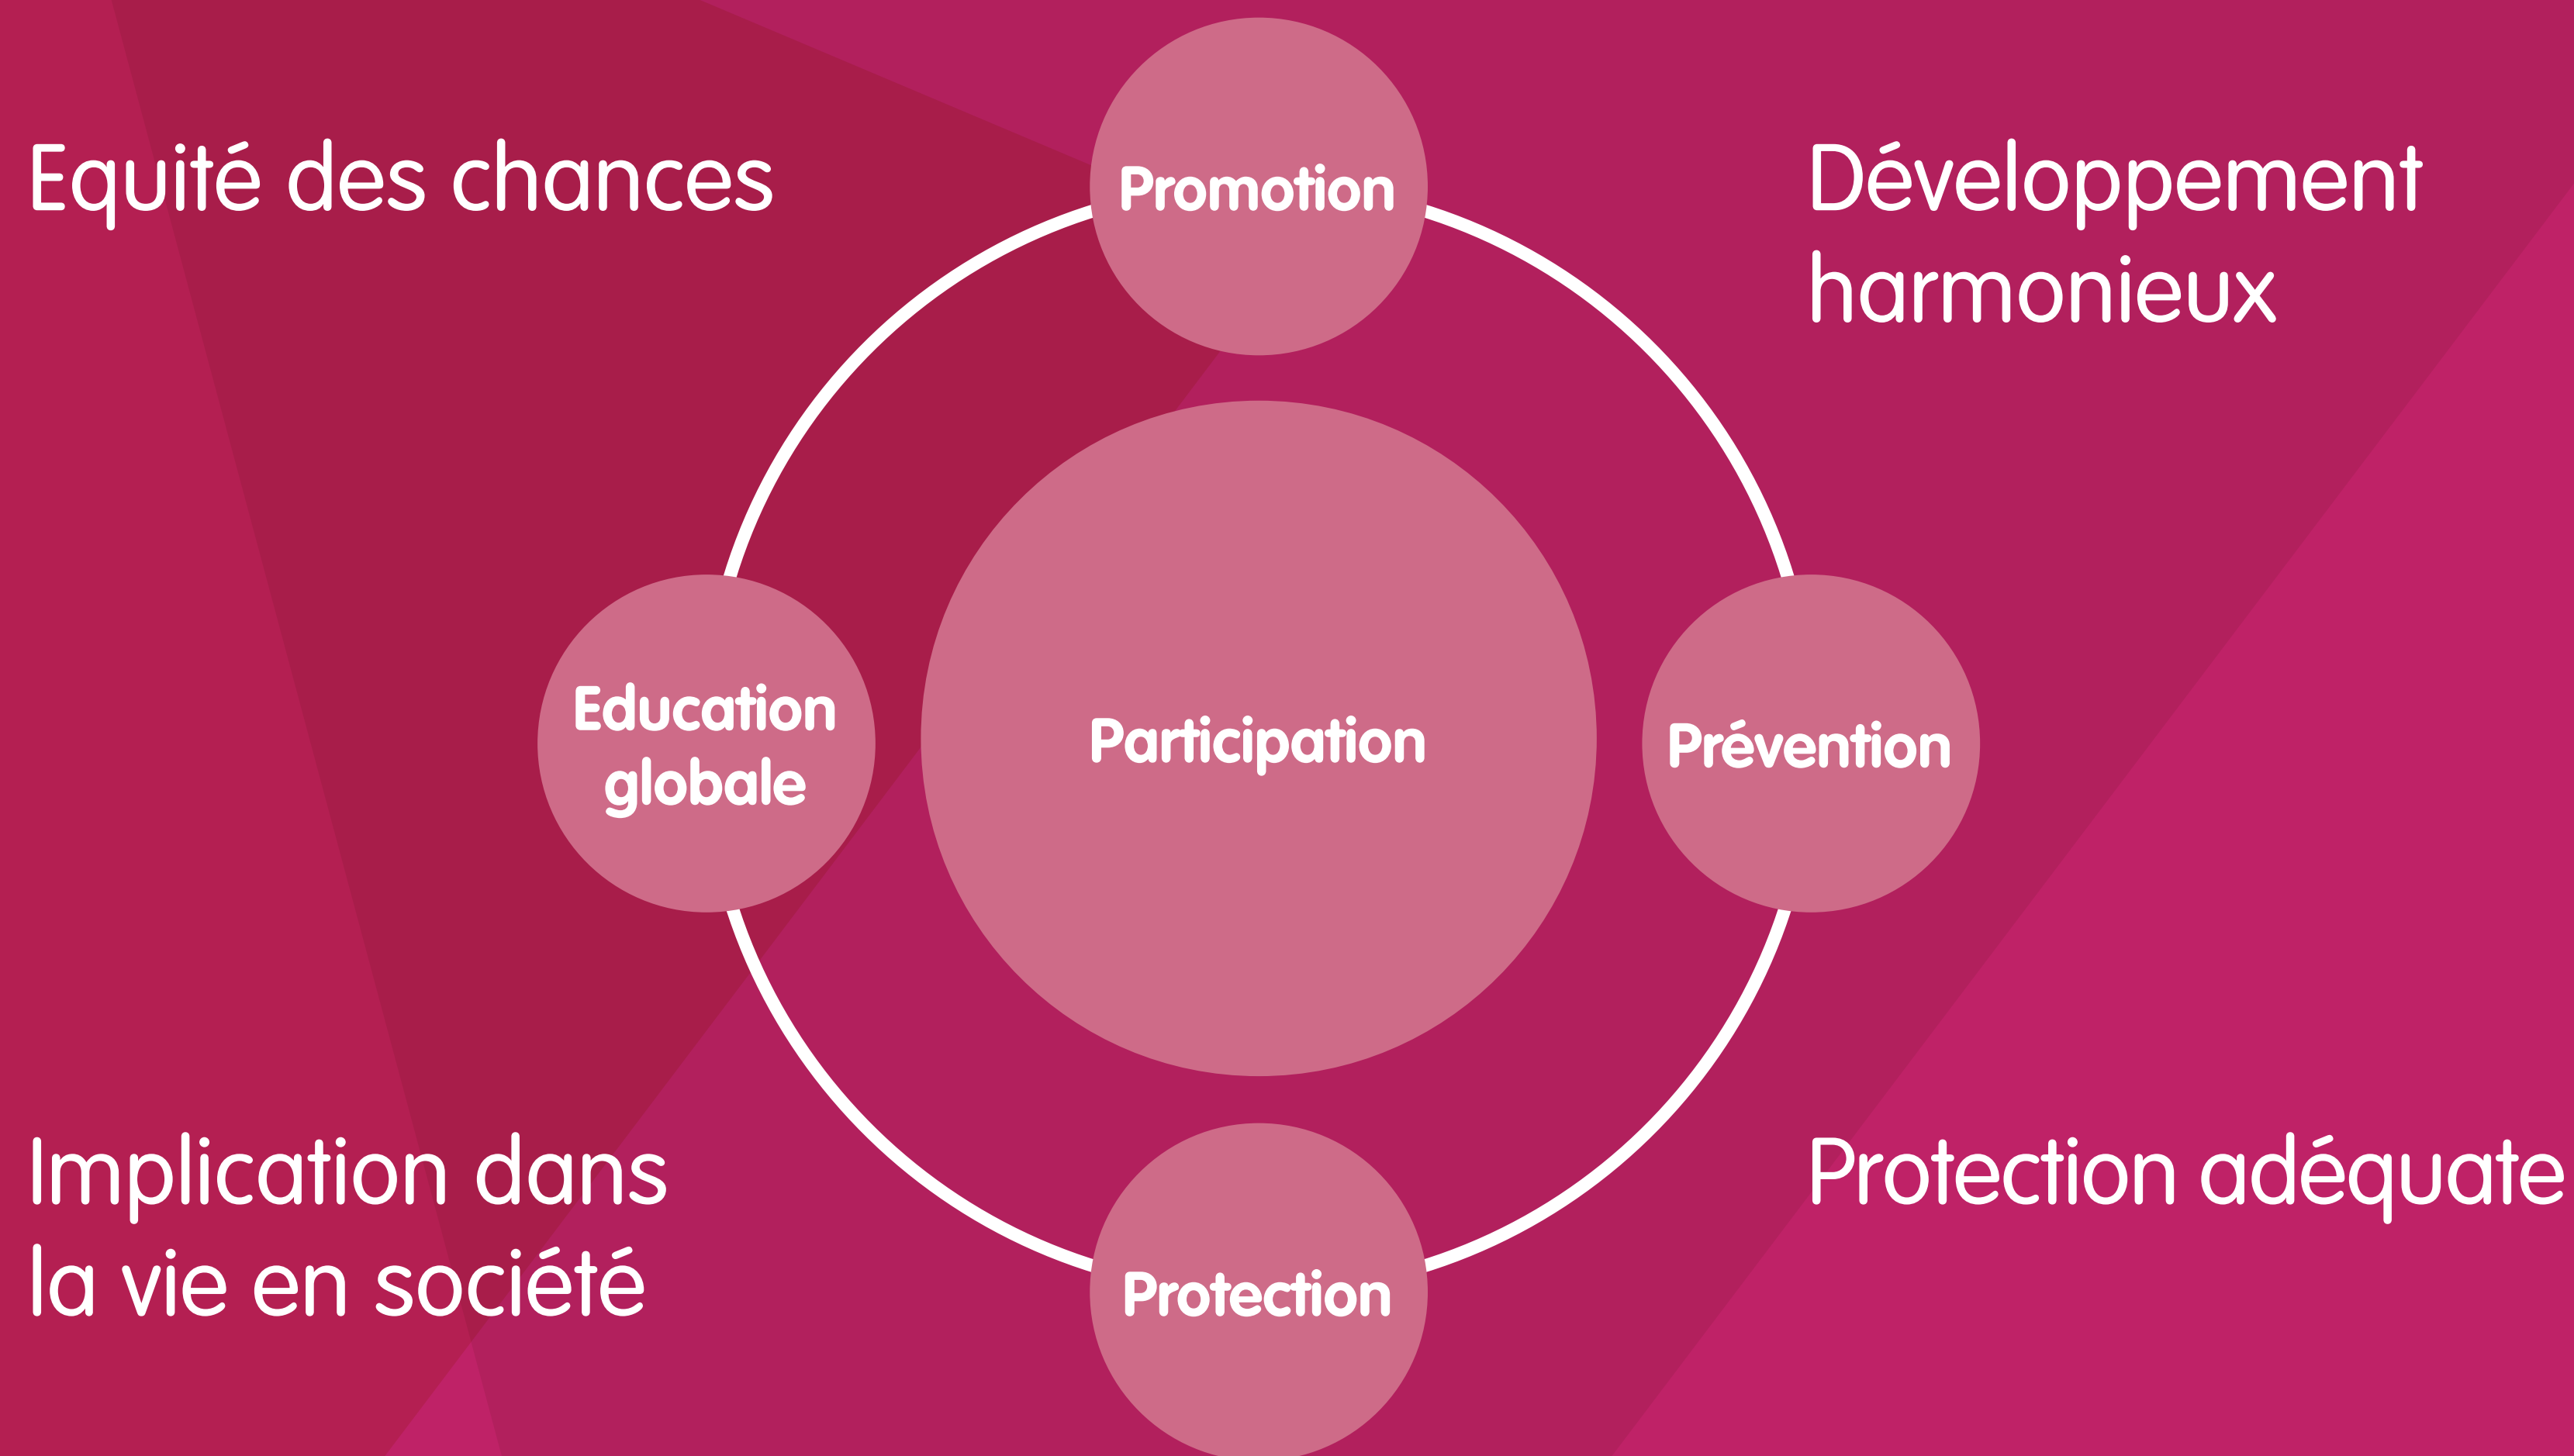 Equité des chances
Promotion
Développement
harmonieux
Education
globale
Participation
Prévention
Implication dans
la vie en société
Protection
Protection adéquate